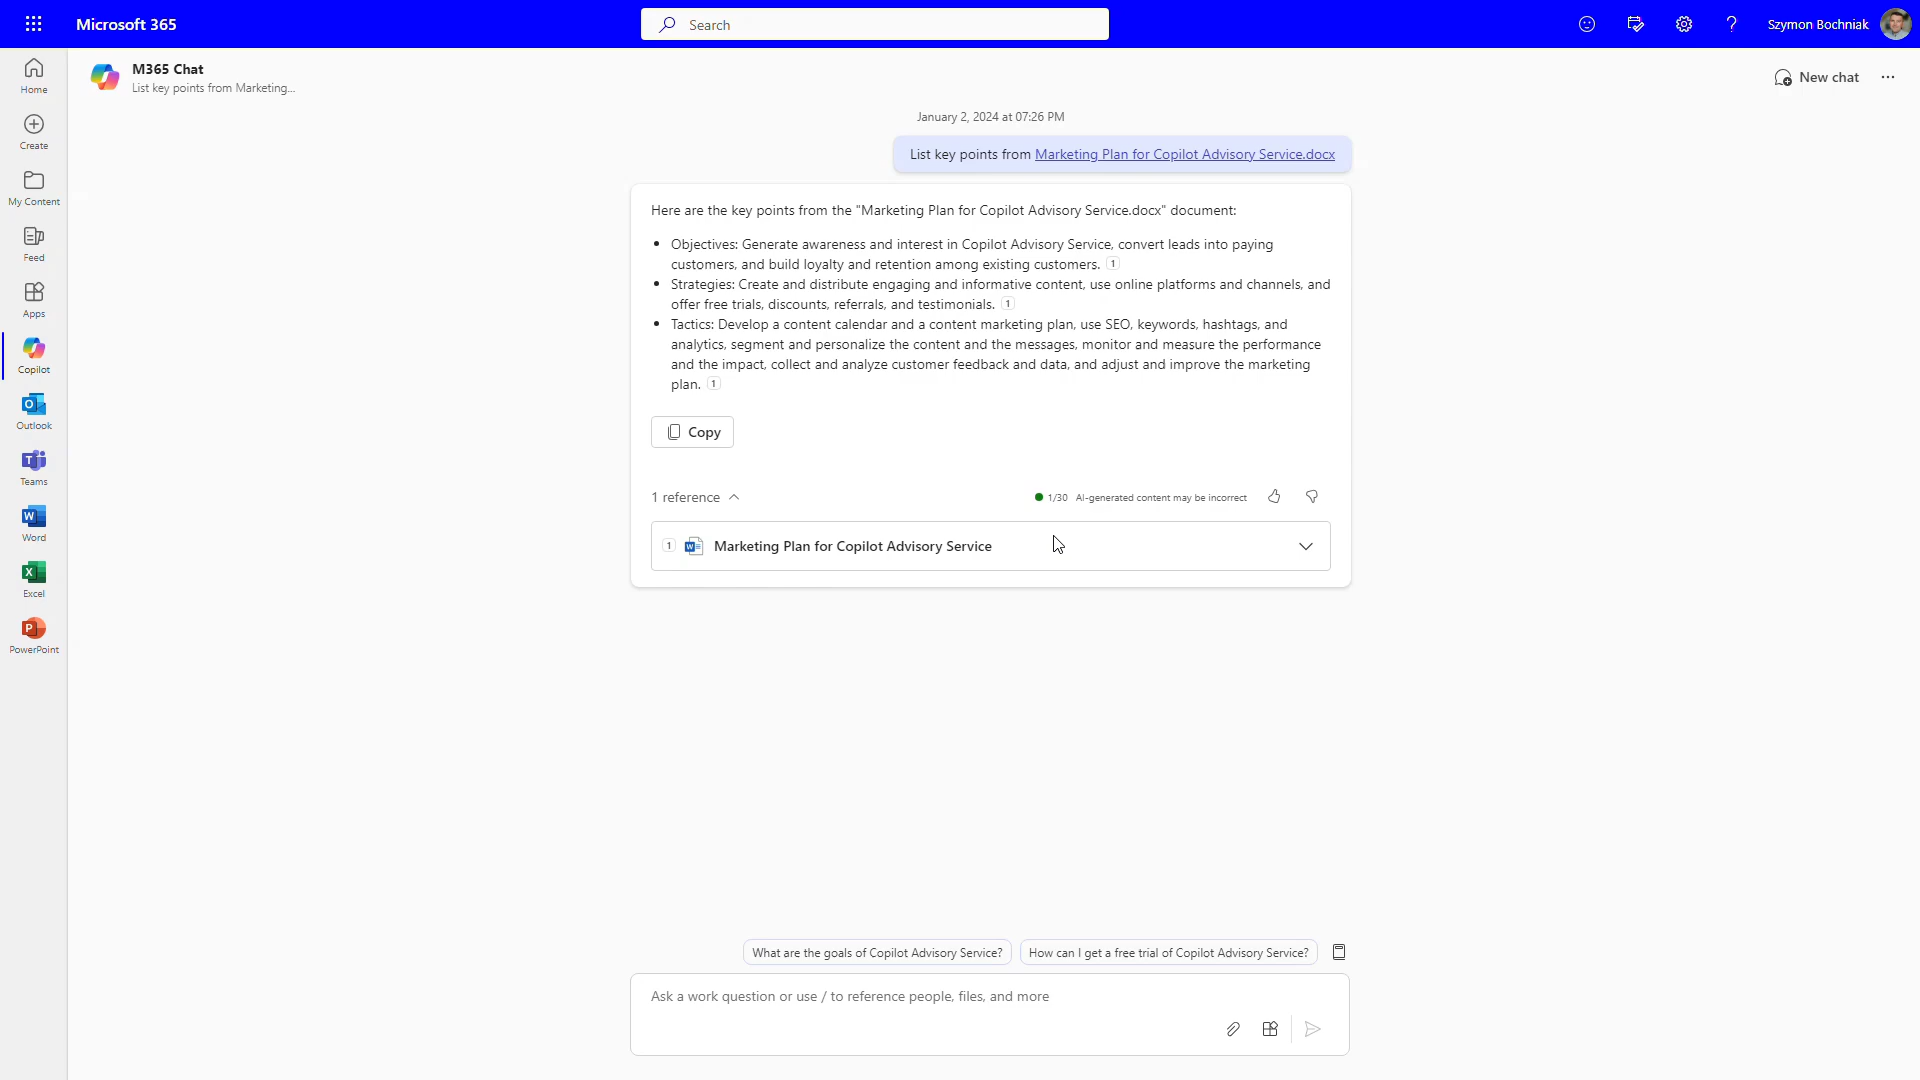 Microsoft 365
Search
Szymon Bochniak
Home
Create
My Content
Feed
Apps
Copilot
Outlook
Teams
Word
Excel
PowerPoint
M365 Chat
List key points from Marketing...
New chat
January 2, 2024 at 07:26 PM
List key points from Marketing Plan for Copilot Advisory Service.docx
Here are the key points from the "Marketing Plan for Copilot Advisory Service.docx" document:
• Objectives: Generate awareness and interest in Copilot Advisory Service, convert leads into paying
customers, and build loyalty and retention among existing customers. 1
• Strategies: Create and distribute engaging and informative content, use online platforms and channels, and
offer free trials, discounts, referrals, and testimonials. 1
• Tactics: Develop a content calendar and a content marketing plan, use SEO, keywords, hashtags, and
analytics, segment and personalize the content and the messages, monitor and measure the performance
and the impact, collect and analyze customer feedback and data, and adjust and improve the marketing
plan. 1
Copy
1 reference
1/30 AI-generated content may be incorrect
1 Marketing Plan for Copilot Advisory Service
What are the goals of Copilot Advisory Service?
How can I get a free trial of Copilot Advisory Service?
Ask a work question or use / to reference people, files, and more